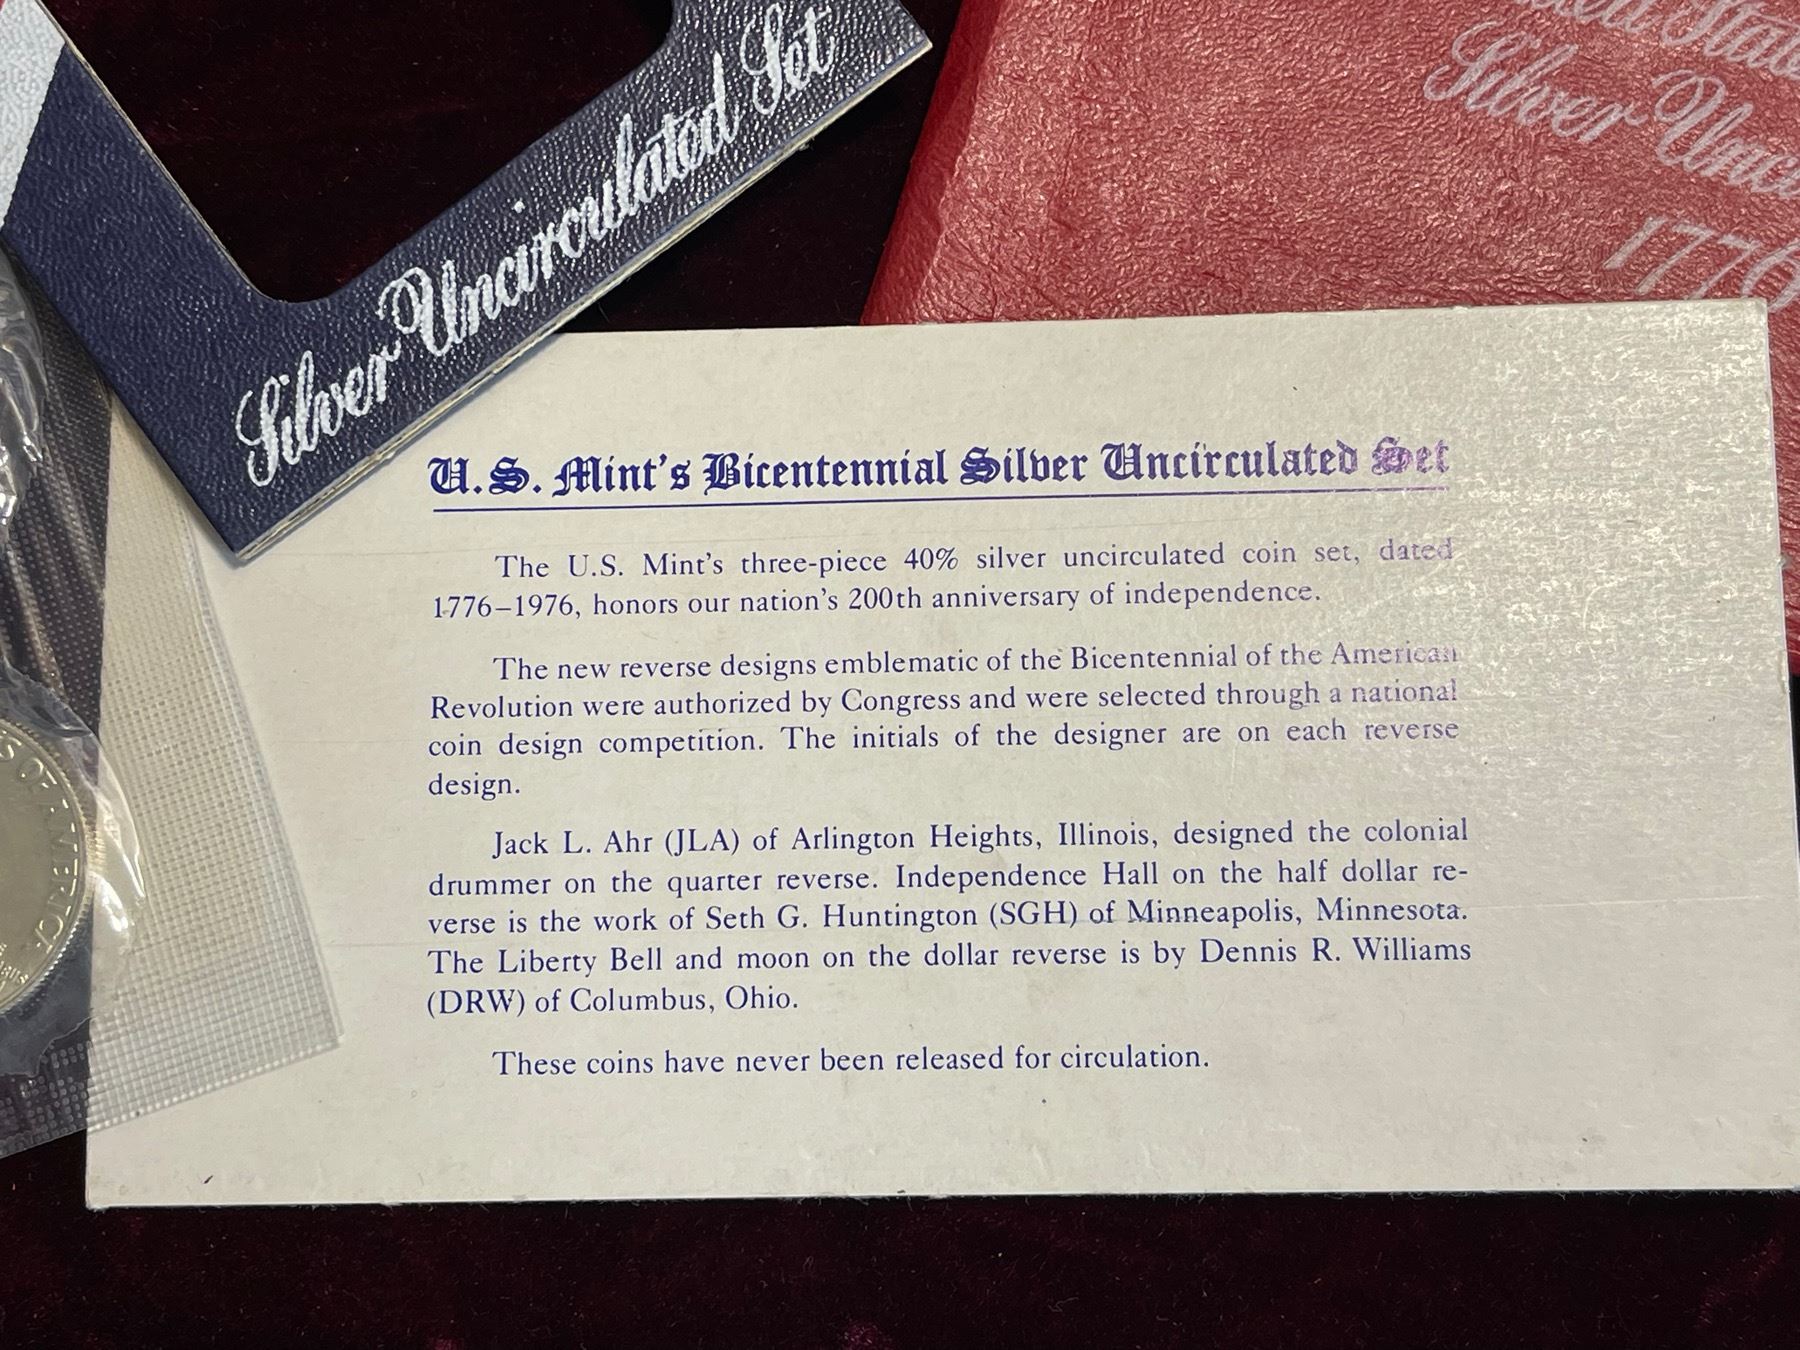 Silver Uncirculated Set
Silver
1776
U.S. Mint's Bicentennial Silver Uncirculated Set
The U.S. Mint's three-piece 40% silver uncirculated coin set, dated
1776–1976, honors our nation's 200th anniversary of independence.
The new reverse designs emblematic of the Bicentennial of the American
Revolution were authorized by Congress and were selected through a national
coin design competition. The initials of the designer are on each reverse
design.
Jack L. Ahr (JLA) of Arlington Heights, Illinois, designed the colonial
drummer on the quarter reverse. Independence Hall on the half dollar re-
verse is the work of Seth G. Huntington (SGH) of Minneapolis, Minnesota.
The Liberty Bell and moon on the dollar reverse is by Dennis R. Williams
(DRW) of Columbus, Ohio.
These coins have never been released for circulation.
S OF AMERICA